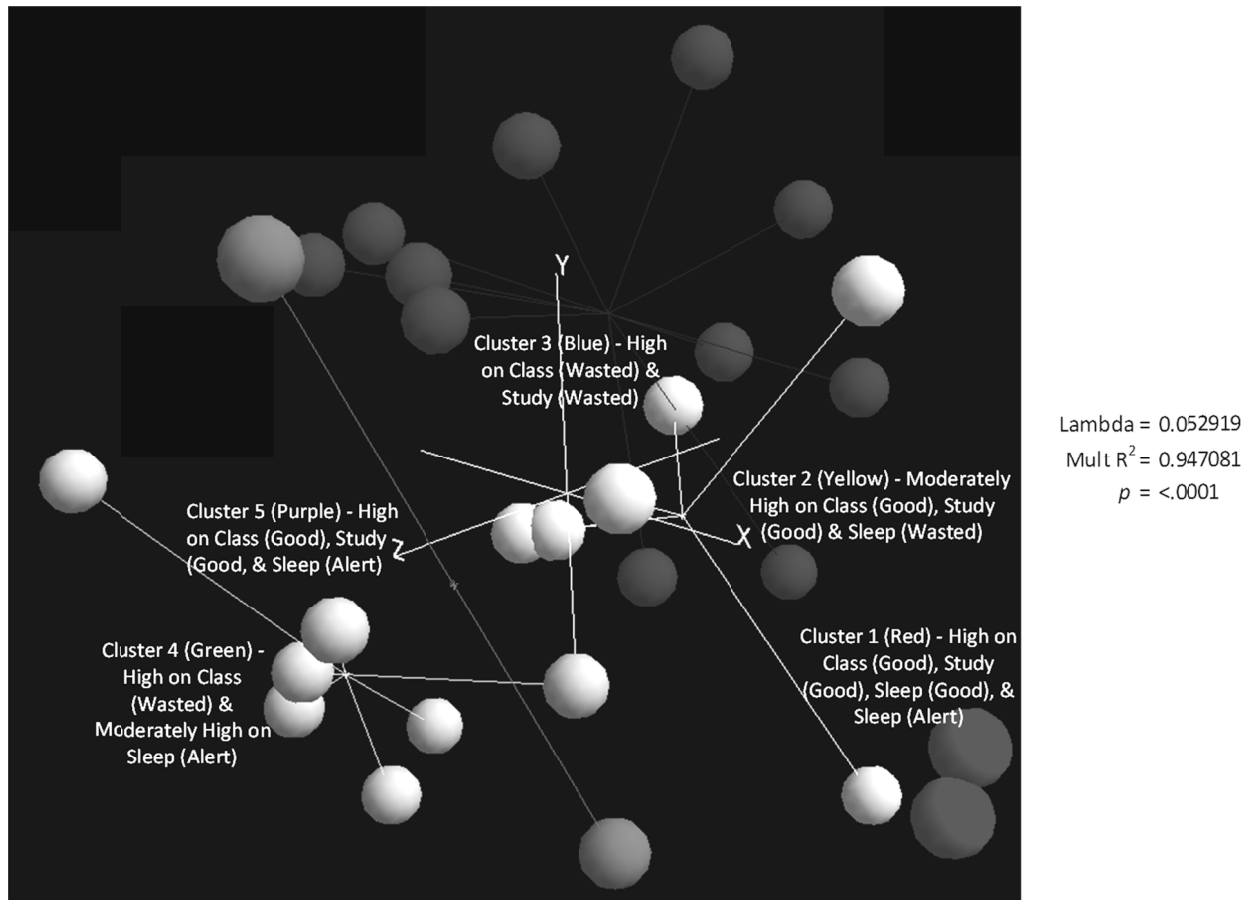 Y
Cluster 3 (Blue) - High
on Class (Wasted) &
Study (Wasted)
Cluster 2 (Yellow) - Moderately
High on Class (Good), Study
(Good) & Sleep (Wasted)
X
Cluster 5 (Purple) - High
on Class (Good), Study
(Good, & Sleep (Alert)
Z
Cluster 4 (Green) -
High on Class
(Wasted) &
Moderately High on
Sleep (Alert)
Cluster 1 (Red) - High on
Class (Good), Study
(Good), Sleep (Good), &
Sleep (Alert)
Lambda = 0.052919
Mult R² = 0.947081
p = <.0001